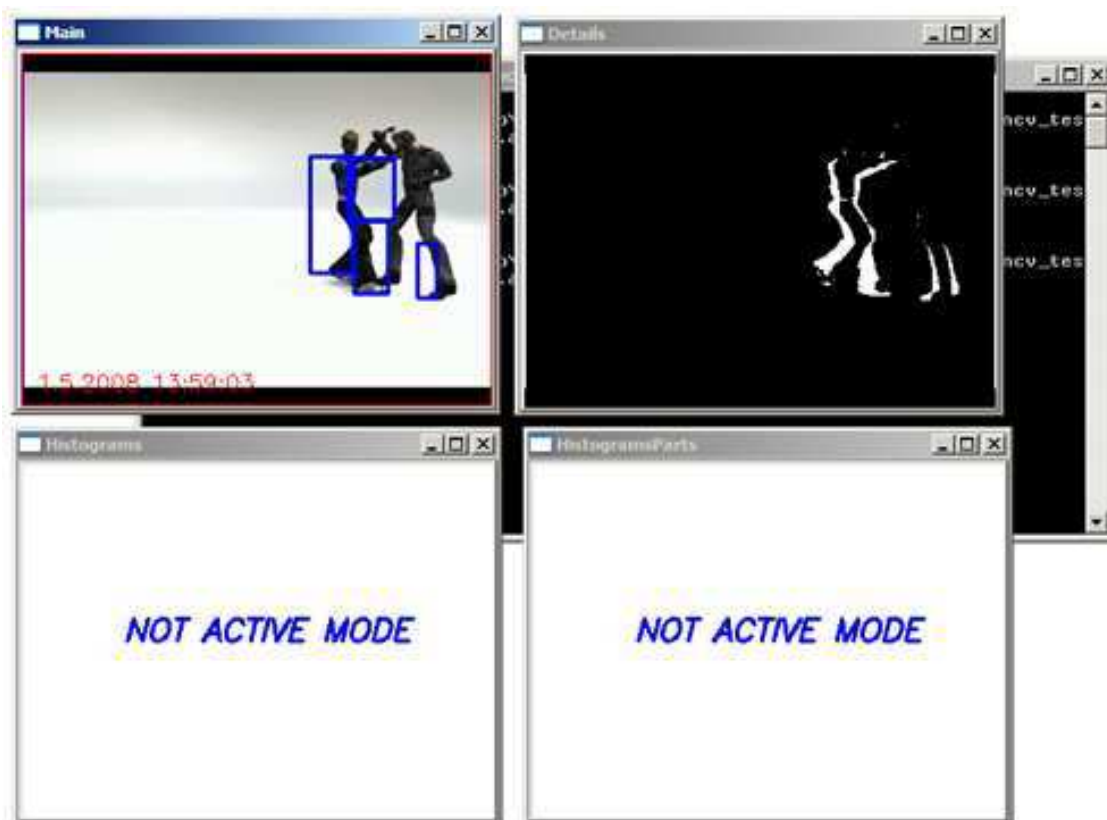 Main
Details
ncv_tes
ncv_tes
ncv_tes
1.5.2008 13:59:03
Histograms
HistogramsParts
NOT ACTIVE MODE
NOT ACTIVE MODE